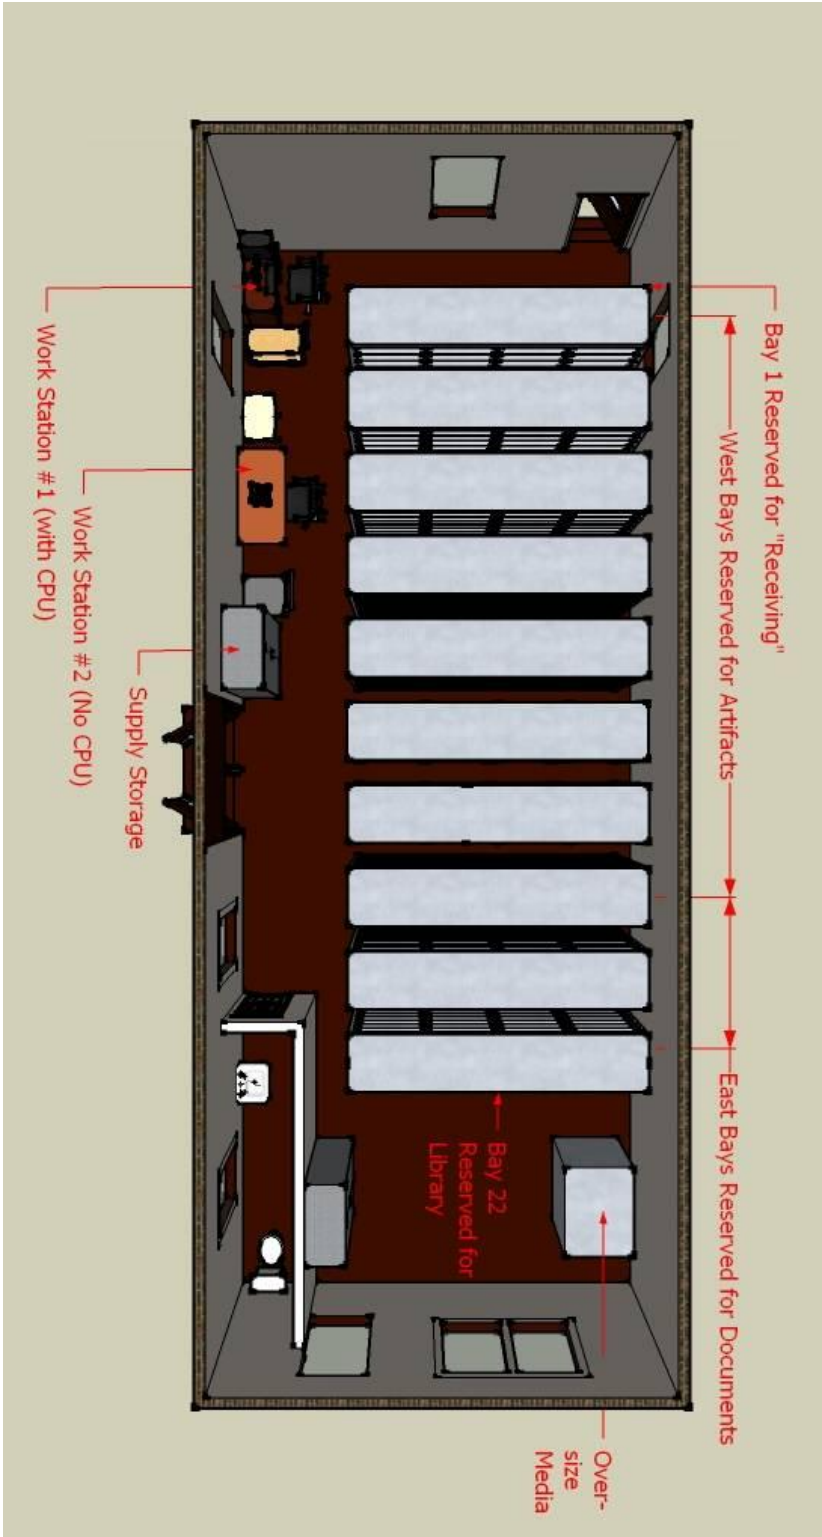 Bay 1 Reserved for "Receiving"
West Bays Reserved for Artifacts
East Bays Reserved for Documents
Bay 22
Reserved for
Library
Over-
size
Media
Work Station #1 (with CPU)
Work Station #2 (No CPU)
Supply Storage